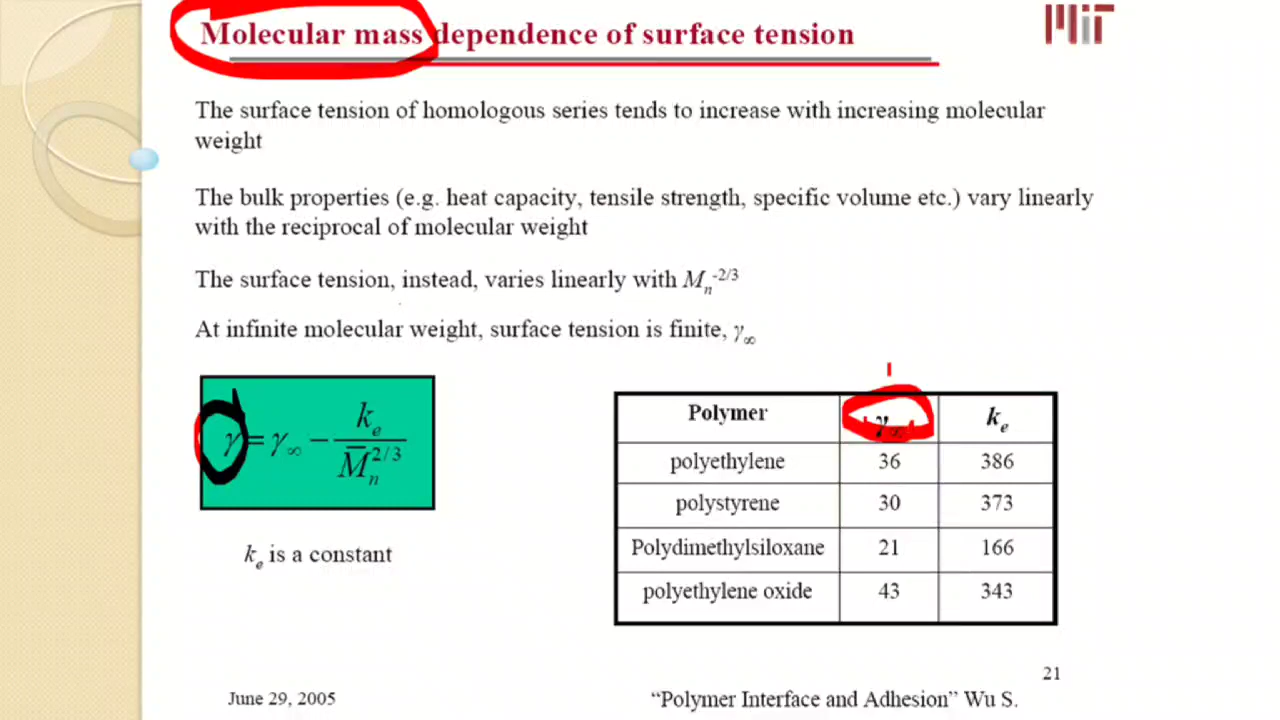 Molecular mass dependence of surface tension
MIT
The surface tension of homologous series tends to increase with increasing molecular
weight
The bulk properties (e.g. heat capacity, tensile strength, specific volume etc.) vary linearly
with the reciprocal of molecular weight
The surface tension, instead, varies linearly with Mₙ^-2/3
At infinite molecular weight, surface tension is finite, γ∞
γ = γ∞ − kₑ / M̅ₙ^2/3
kₑ is a constant
Polymer γ∞ kₑ
polyethylene 36 386
polystyrene 30 373
Polydimethylsiloxane 21 166
polyethylene oxide 43 343
21
June 29, 2005 “Polymer Interface and Adhesion” Wu S.